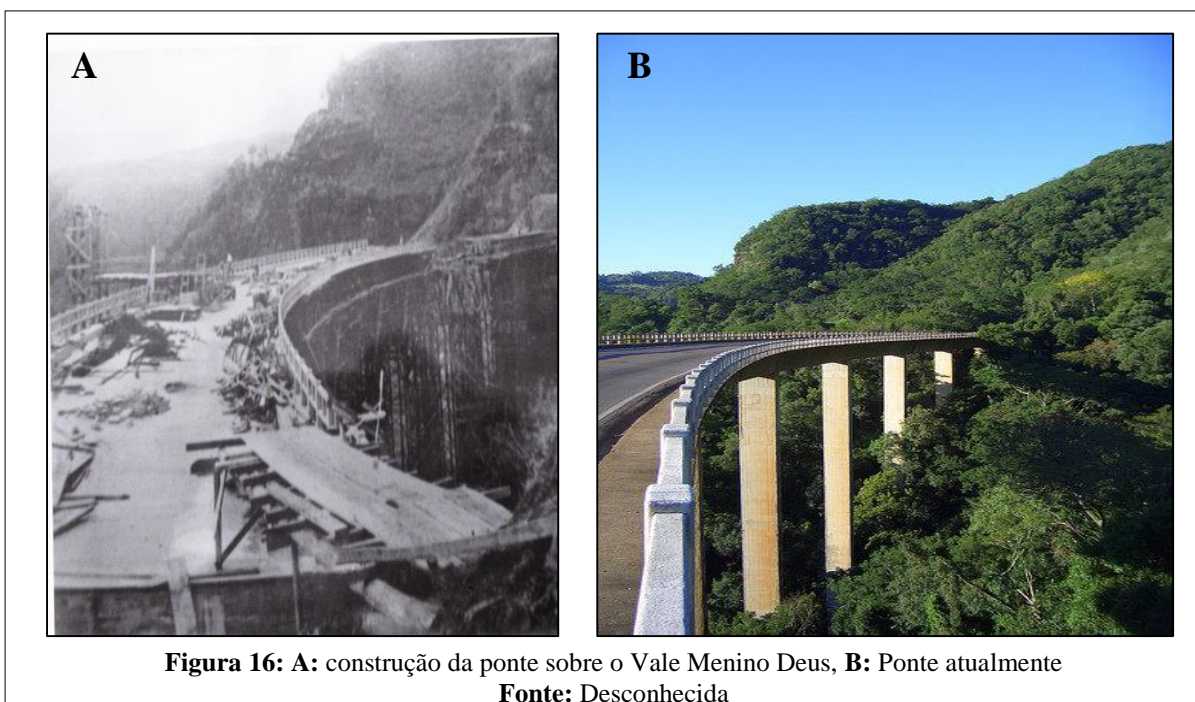 A
B
Figura 16: A: construção da ponte sobre o Vale Menino Deus, B: Ponte atualmente
Fonte: Desconhecida